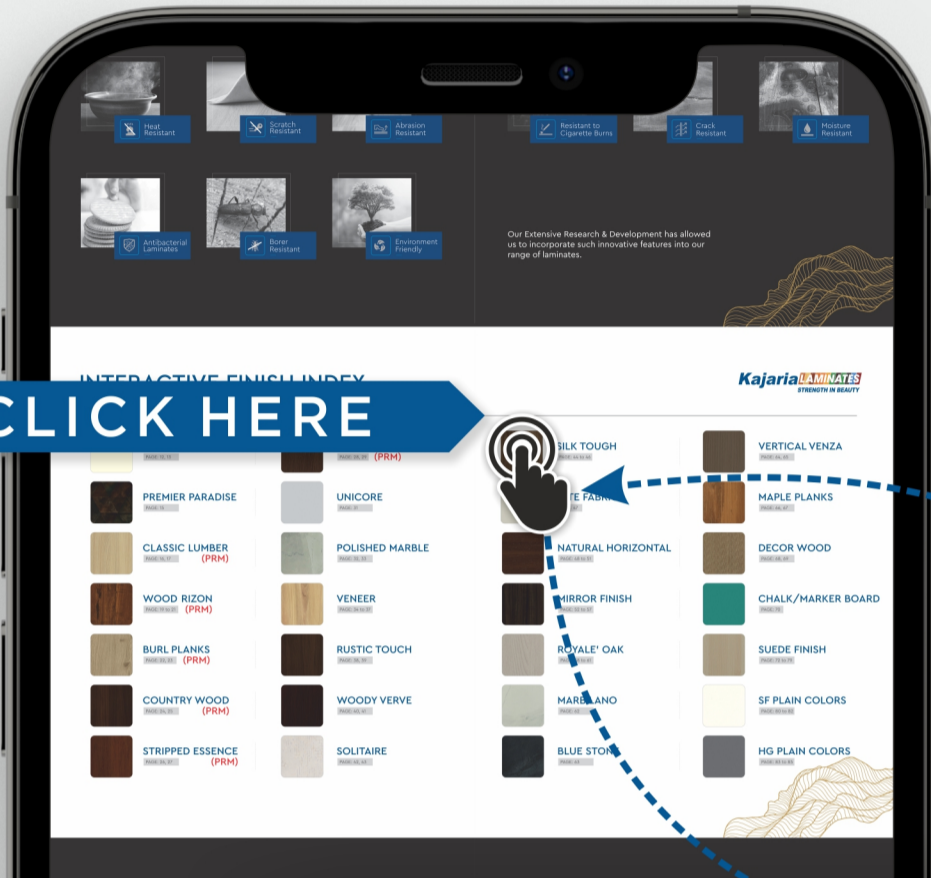 Heat
Resistant
Scratch
Resistant
Abrasion
Resistant
Resistant to
Cigarette Burns
Crack
Resistant
Moisture
Resistant
Antibacterial
Laminates
Borer
Resistant
Environment
Friendly
Our Extensive Research & Development has allowed
us to incorporate such innovative features into our
range of laminates.
INTERACTIVE FINISH INDEX
Kajaria LAMINATES
STRENGTH IN BEAUTY
CLICK HERE
(PRM)
SILK TOUGH
VERTICAL VENZA
PREMIER PARADISE
UNICORE
MAPLE PLANKS
CLASSIC LUMBER
(PRM)
POLISHED MARBLE
NATURAL HORIZONTAL
DECOR WOOD
WOOD RIZON
(PRM)
VENEER
MIRROR FINISH
CHALK/MARKER BOARD
BURL PLANKS
(PRM)
RUSTIC TOUCH
ROYALE' OAK
SUEDE FINISH
COUNTRY WOOD
(PRM)
WOODY VERVE
SF PLAIN COLORS
STRIPPED ESSENCE
(PRM)
SOLITAIRE
BLUE STONE
HG PLAIN COLORS